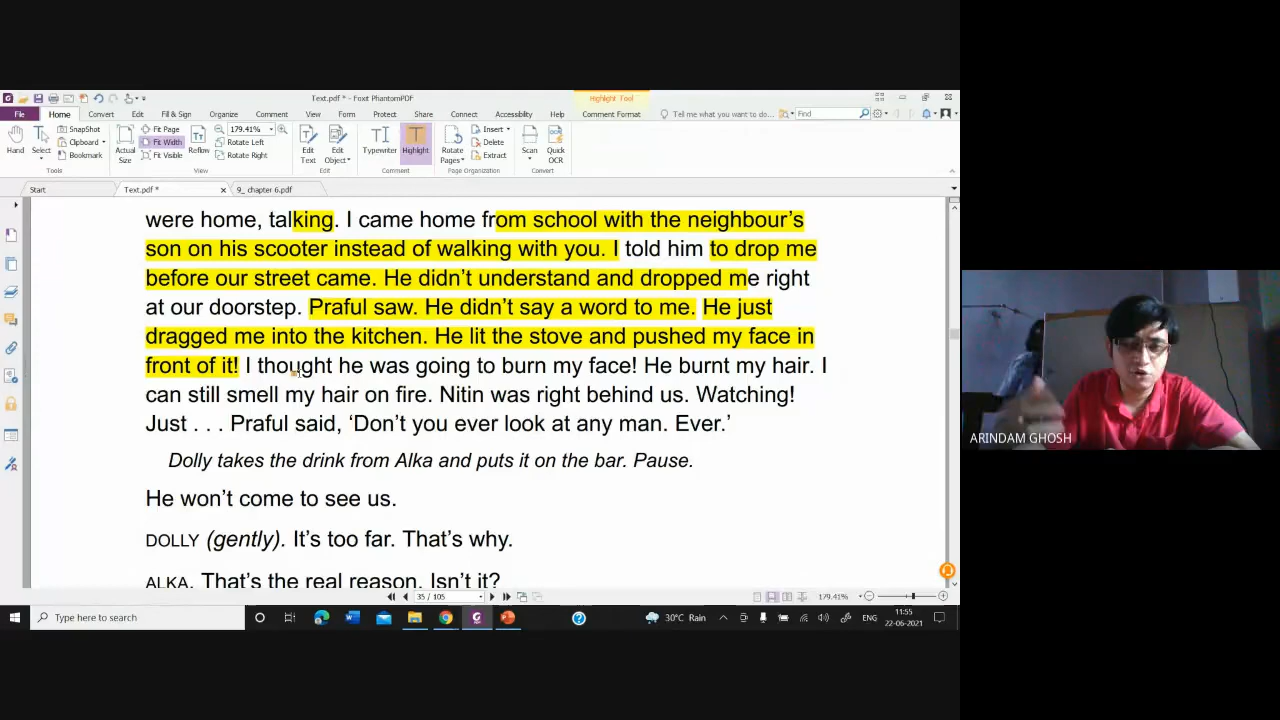 Text.pdf * - Foxit PhantomPDF
Highlight Tool
File Home Convert Edit Fill & Sign Organize Comment View Form Protect Share Connect Accessibility Help Comment Format Tell me what you want to do... Find
SnapShot
Clipboard
Bookmark
Hand
Select
Tools
Actual Size
Fit Page
Fit Width
Fit Visible
Reflow
179.41%
Rotate Left
Rotate Right
View
Edit Text
Edit Object
Edit
Typewriter
Highlight
Comment
Rotate Pages
Insert
Delete
Extract
Page Organization
Scan
Quick OCR
Convert
Start Text.pdf * 9_ chapter 6.pdf
were home, talking. I came home from school with the neighbour’s
son on his scooter instead of walking with you. I told him to drop me
before our street came. He didn’t understand and dropped me right
at our doorstep. Praful saw. He didn’t say a word to me. He just
dragged me into the kitchen. He lit the stove and pushed my face in
front of it! I thought he was going to burn my face! He burnt my hair. I
can still smell my hair on fire. Nitin was right behind us. Watching!
Just . . . Praful said, ‘Don’t you ever look at any man. Ever.’
Dolly takes the drink from Alka and puts it on the bar. Pause.
He won’t come to see us.
DOLLY (gently). It’s too far. That’s why.
ALKA. That’s the real reason. Isn’t it?
35 / 105 179.41%
Type here to search 30°C Rain ENG 11:55
22-06-2021
ARINDAM GHOSH